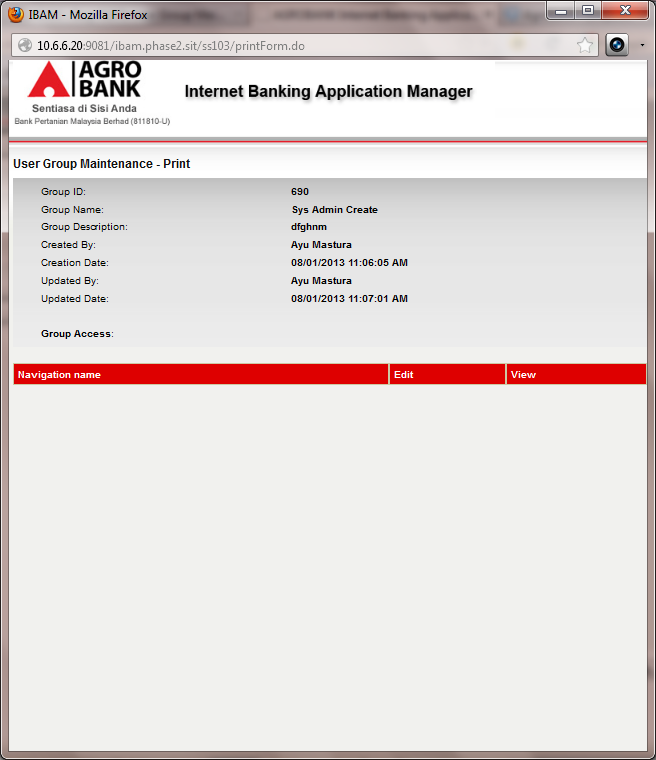 IBAM - Mozilla Firefox
10.6.6.20:9081/ibam.phase2.sit/ss103/printForm.do
AGRO
BANK
Sentiasa di Sisi Anda
Bank Pertanian Malaysia Berhad (811810-U)
Internet Banking Application Manager
User Group Maintenance - Print
Group ID: 690
Group Name: Sys Admin Create
Group Description: dfghnm
Created By: Ayu Mastura
Creation Date: 08/01/2013 11:06:05 AM
Updated By: Ayu Mastura
Updated Date: 08/01/2013 11:07:01 AM
Group Access:
Navigation name Edit View